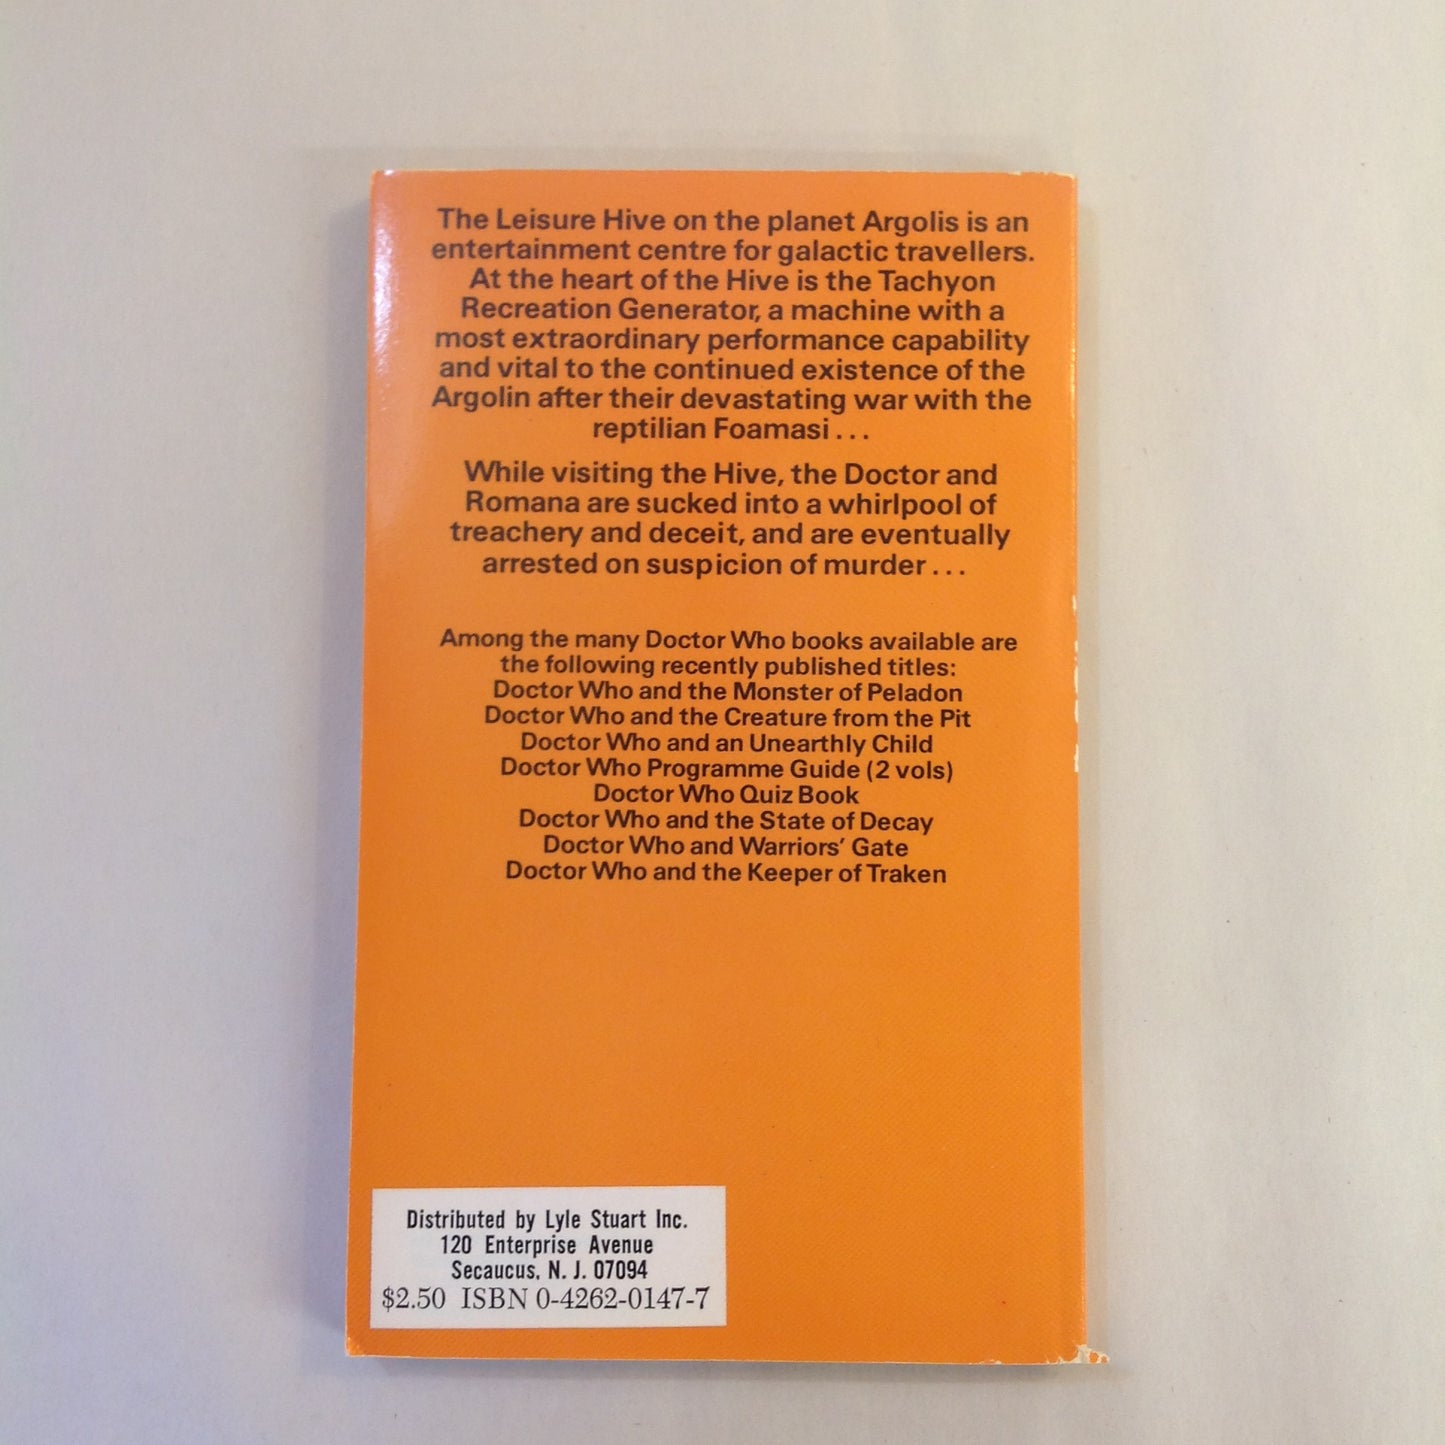 The Leisure Hive on the planet Argolis is an
entertainment centre for galactic travellers.
At the heart of the Hive is the Tachyon
Recreation Generator, a machine with a
most extraordinary performance capability
and vital to the continued existence of the
Argolin after their devastating war with the
reptilian Foamasi . . .
While visiting the Hive, the Doctor and
Romana are sucked into a whirlpool of
treachery and deceit, and are eventually
arrested on suspicion of murder . . .
Among the many Doctor Who books available are
the following recently published titles:
Doctor Who and the Monster of Peladon
Doctor Who and the Creature from the Pit
Doctor Who and an Unearthly Child
Doctor Who Programme Guide (2 vols)
Doctor Who Quiz Book
Doctor Who and the State of Decay
Doctor Who and Warriors’ Gate
Doctor Who and the Keeper of Traken
Distributed by Lyle Stuart Inc.
120 Enterprise Avenue
Secaucus, N. J. 07094
$2.50 ISBN 0-4262-0147-7